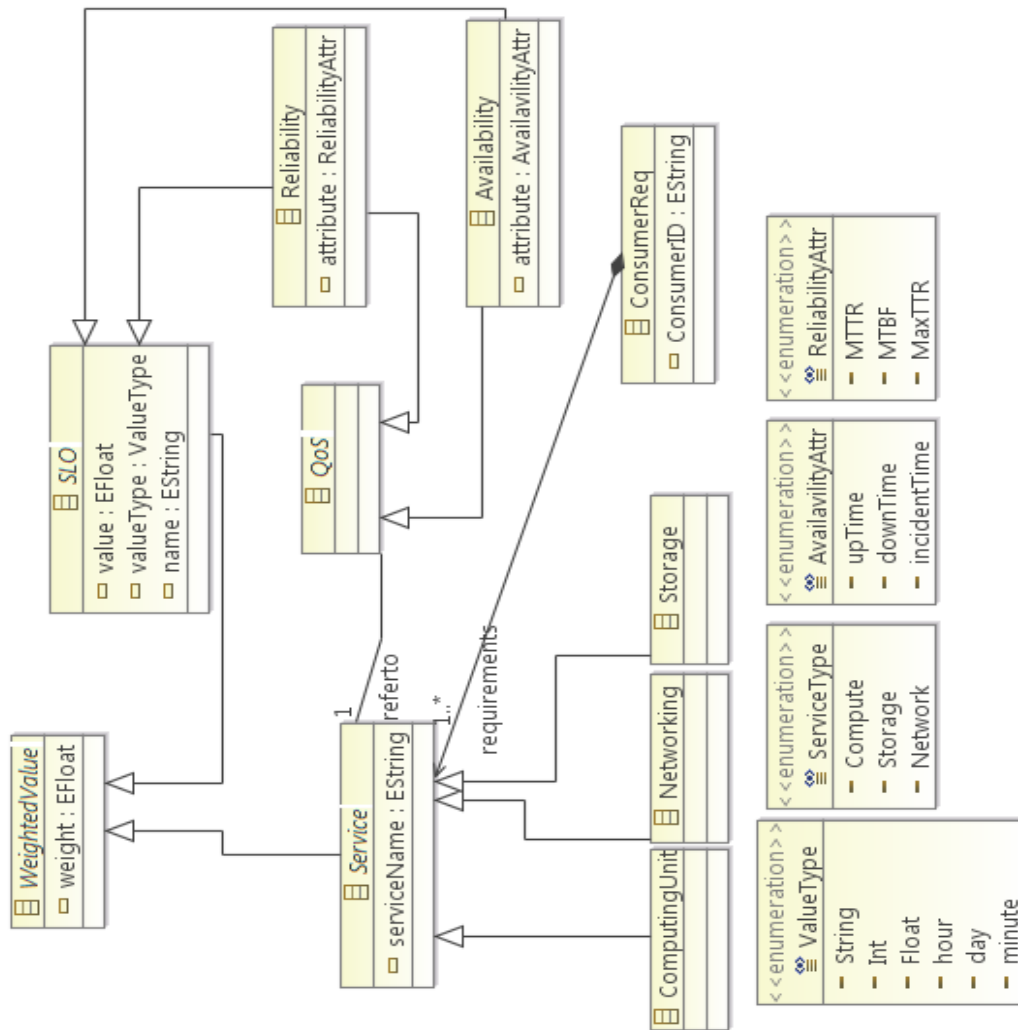 WeightedValue
weight : EFloat
SLO
value : EFloat
valueType : ValueType
name : EString
Service
serviceName : EString
1
referto
1..*
requirements
QoS
Reliability
attribute : ReliabilityAttr
Availability
attribute : AvailavilityAttr
ComputingUnit
Networking
Storage
ConsumerReq
ConsumerID : EString
<<enumeration>>
ValueType
String
Int
Float
hour
day
minute
<<enumeration>>
ServiceType
Compute
Storage
Network
<<enumeration>>
AvailavilityAttr
upTime
downTime
incidentTime
<<enumeration>>
ReliabilityAttr
MTTR
MTBF
MaxTTR